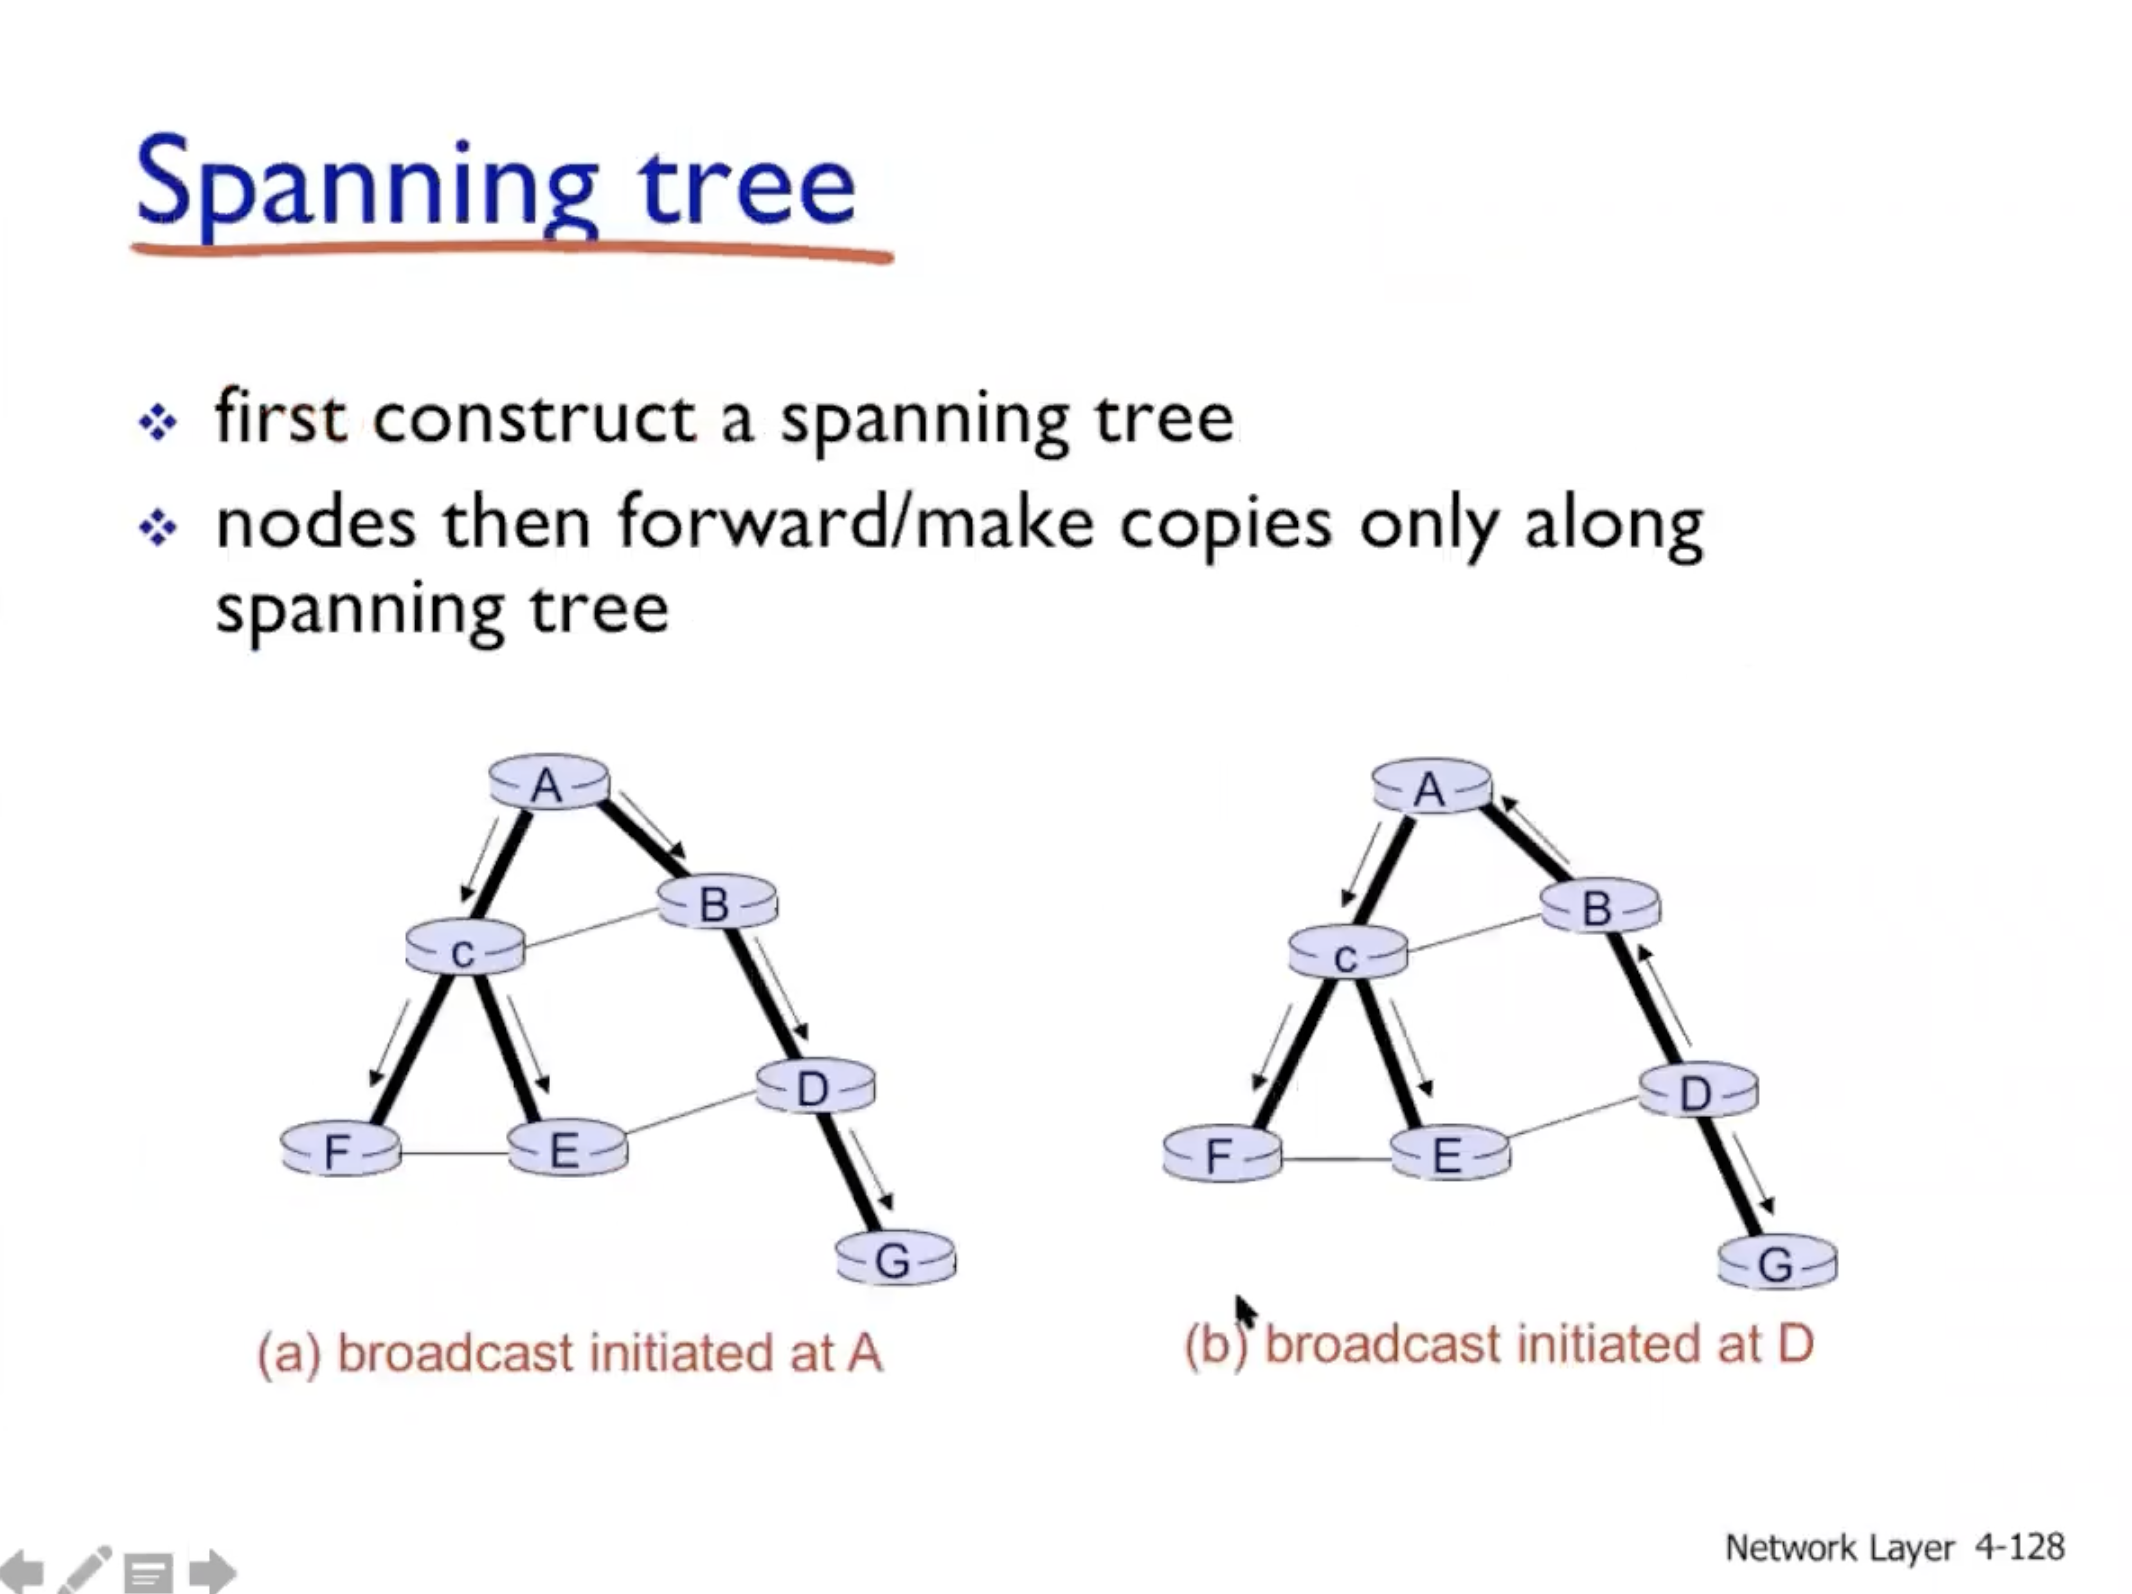 Spanning tree
first construct a spanning tree
nodes then forward/make copies only along
spanning tree
A
B
c
D
F
E
G
(a) broadcast initiated at A
A
B
c
D
F
E
G
(b) broadcast initiated at D
Network Layer 4-128